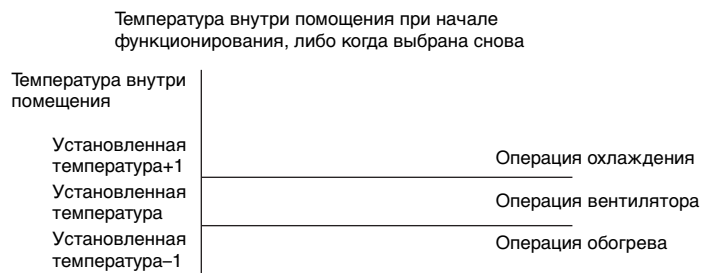 Температура внутри помощения при начале
функционирования, либо когда выбрана снова
Температура внутри
помещения
Установленная
температура+1
Операция охлаждения
Установленная
температура
Операция вентилятора
Установленная
температура–1
Операция обогрева